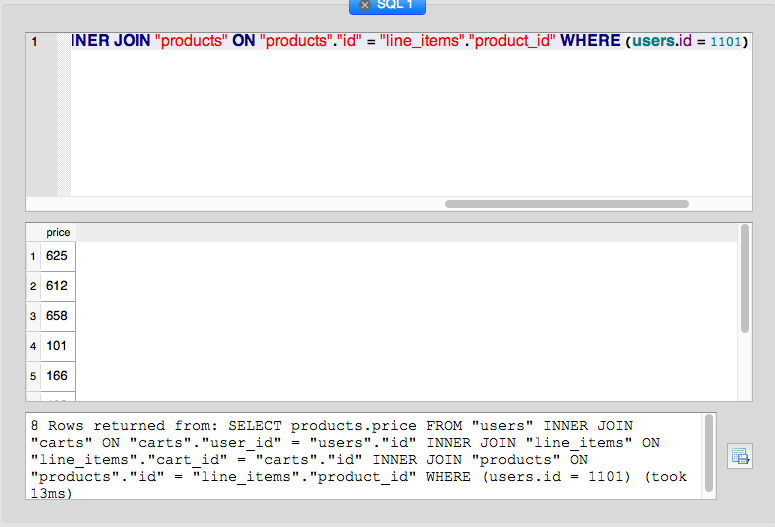 SQL 1
1 INER JOIN "products" ON "products"."id" = "line_items"."product_id" WHERE (users.id = 1101)
price
1 625
2 612
3 658
4 101
5 166
8 Rows returned from: SELECT products.price FROM "users" INNER JOIN
"carts" ON "carts"."user_id" = "users"."id" INNER JOIN "line_items" ON
"line_items"."cart_id" = "carts"."id" INNER JOIN "products" ON
"products"."id" = "line_items"."product_id" WHERE (users.id = 1101) (took
13ms)